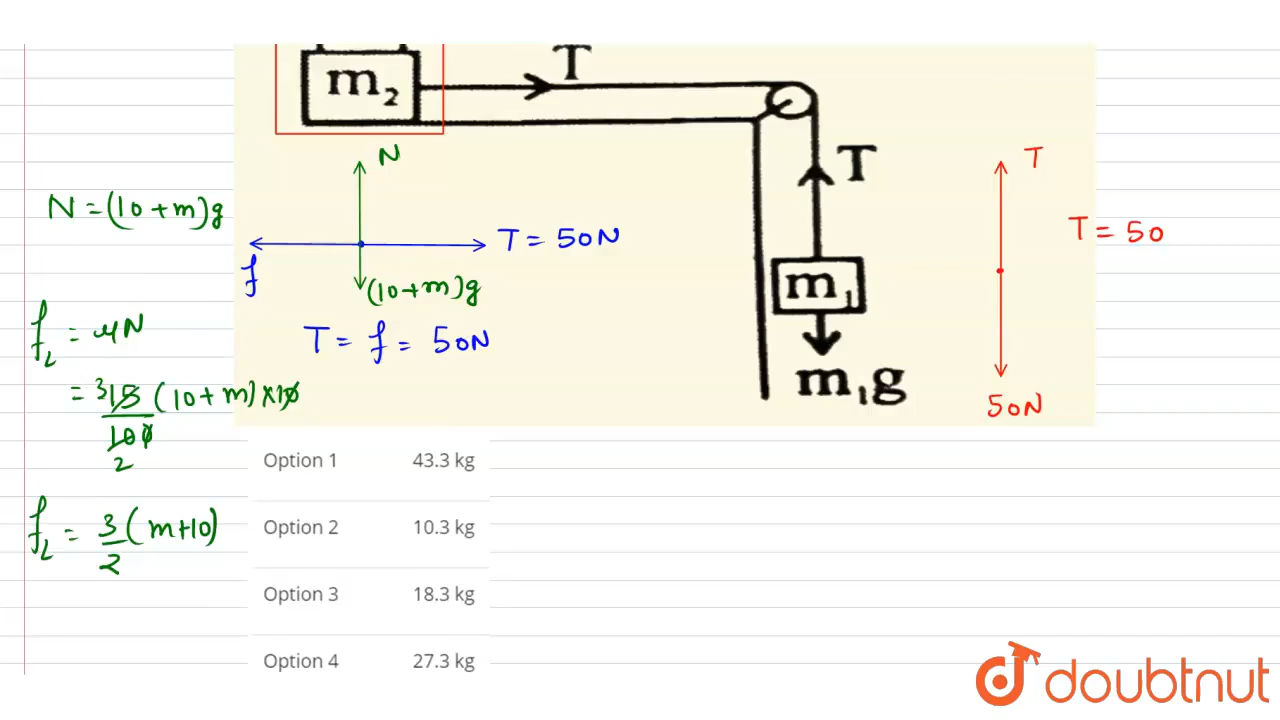 m₂
T
N
N = (10+m)g
f
T = 50N
(10+m)g
T = f = 50N
T
m₁
m₁g
T
T = 50
50N
f_L = μN
= 3 15/100 (10+m)×10
2
f_L = 3/2 (m+10)
Option 1 43.3 kg
Option 2 10.3 kg
Option 3 18.3 kg
Option 4 27.3 kg
doubtnut